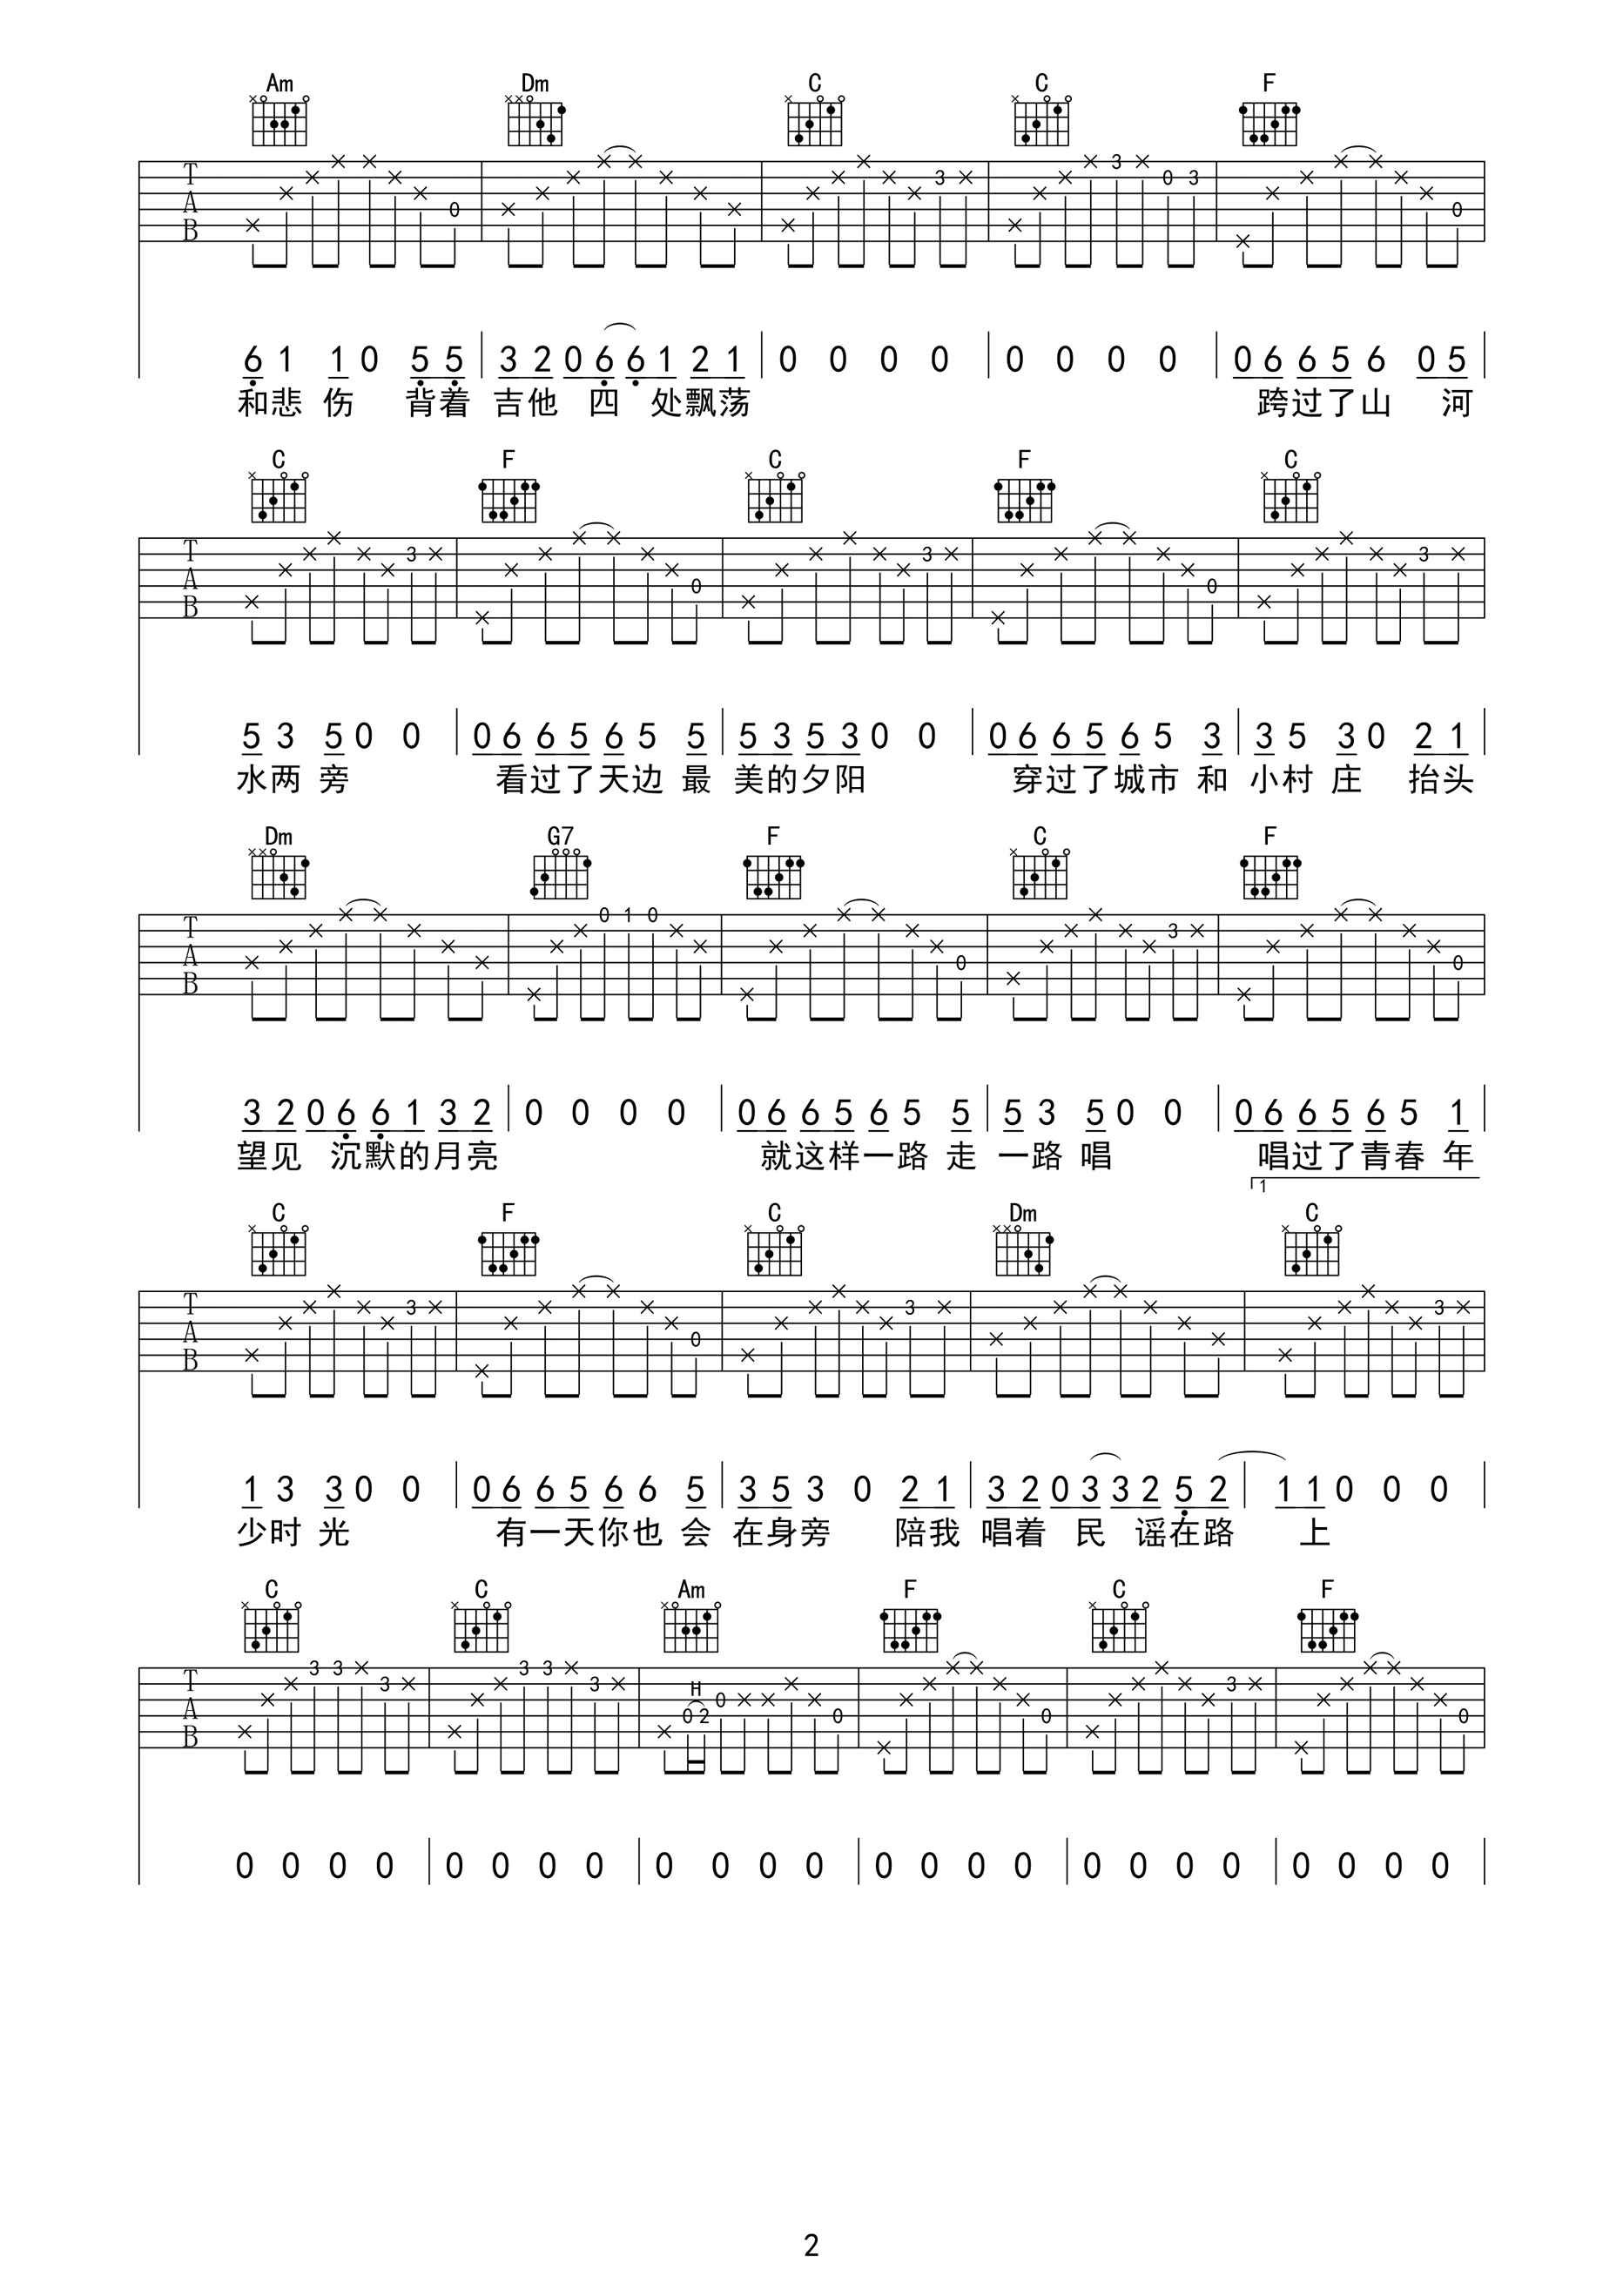 Am Dm C C F
T A B 0 3 3 0 3 0
6 1 1 0 5 5 3 2 0 6 6 1 2 1 0 0 0 0 0 0 0 0 0 6 6 5 6 0 5
和悲 伤 背着 吉他 四 处飘荡 跨过了山 河
C F C F C
T A B 3 0 3 0 3
5 3 5 0 0 0 6 6 5 6 5 5 5 3 5 3 0 0 0 6 6 5 6 5 3 3 5 3 0 2 1
水两 旁 看过了天边 最 美的夕阳 穿过了城市 和 小村 庄 抬头
Dm G7 F C F
T A B 0 1 0 0 3 0
3 2 0 6 6 1 3 2 0 0 0 0 0 6 6 5 6 5 5 5 3 5 0 0 0 6 6 5 6 5 1
望见 沉默的月亮 就这样一路 走 一路 唱 唱过了青春 年
1
C F C Dm C
T A B 3 0 3 3
1 3 3 0 0 0 6 6 5 6 6 5 3 5 3 0 2 1 3 2 0 3 3 2 5 2 1 1 0 0 0
少时 光 有一天你也 会 在身旁 陪我 唱着 民 谣在路 上
C C Am F C F
H
T A B 3 3 3 3 3 3 0 2 0 0 0 3 0
0 0 0 0 0 0 0 0 0 0 0 0 0 0 0 0 0 0 0 0 0 0 0 0
2